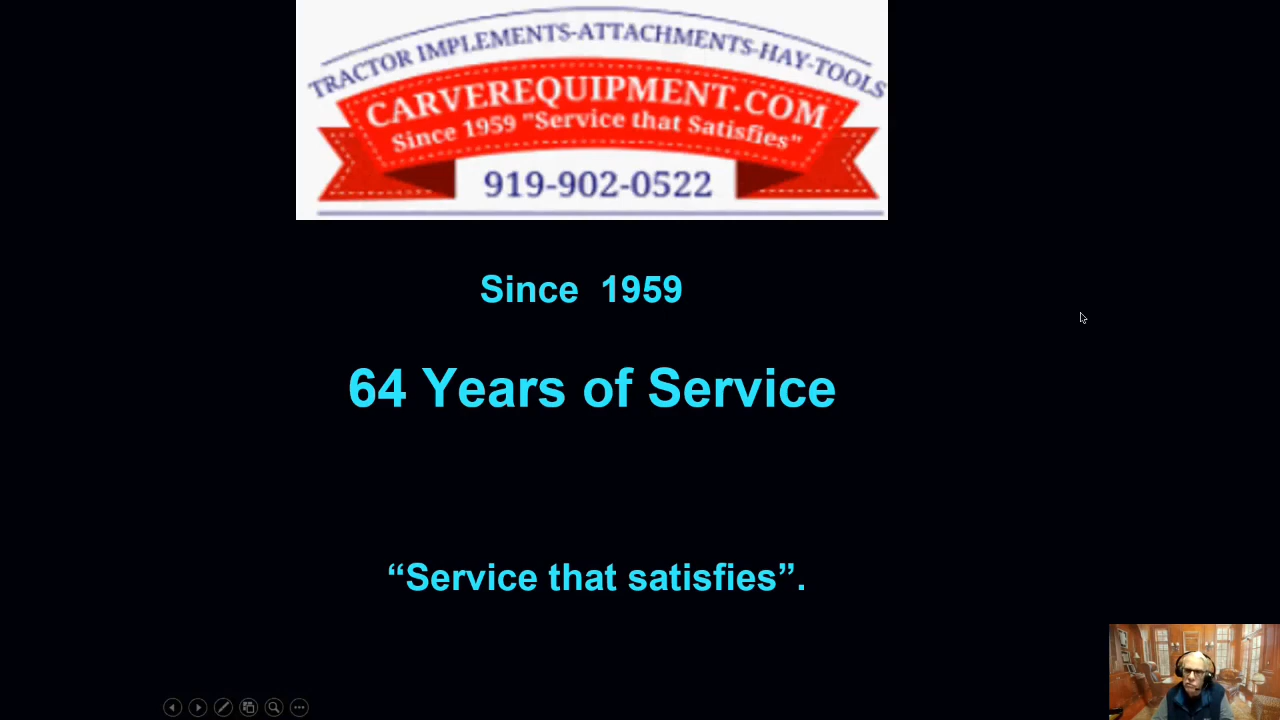 TRACTOR IMPLEMENTS-ATTACHMENTS-HAY-TOOLS
CARVEREQUIPMENT.COM
Since 1959 "Service that Satisfies"
919-902-0522
Since 1959
64 Years of Service
“Service that satisfies”.